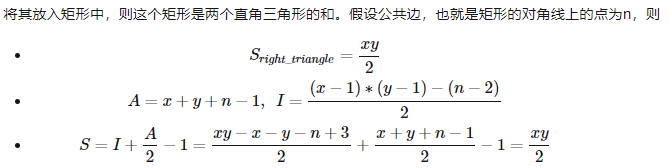 将其放入矩形中，则这个矩形是两个直角三角形的和。假设公共边，也就是矩形的对角线上的点为n，则
• S_{right\_triangle} = \frac{xy}{2}
• A = x + y + n - 1, I = \frac{(x-1)*(y-1)-(n-2)}{2}
• S = I + \frac{A}{2} - 1 = \frac{xy-x-y-n+3}{2} + \frac{x+y+n-1}{2} - 1 = \frac{xy}{2}